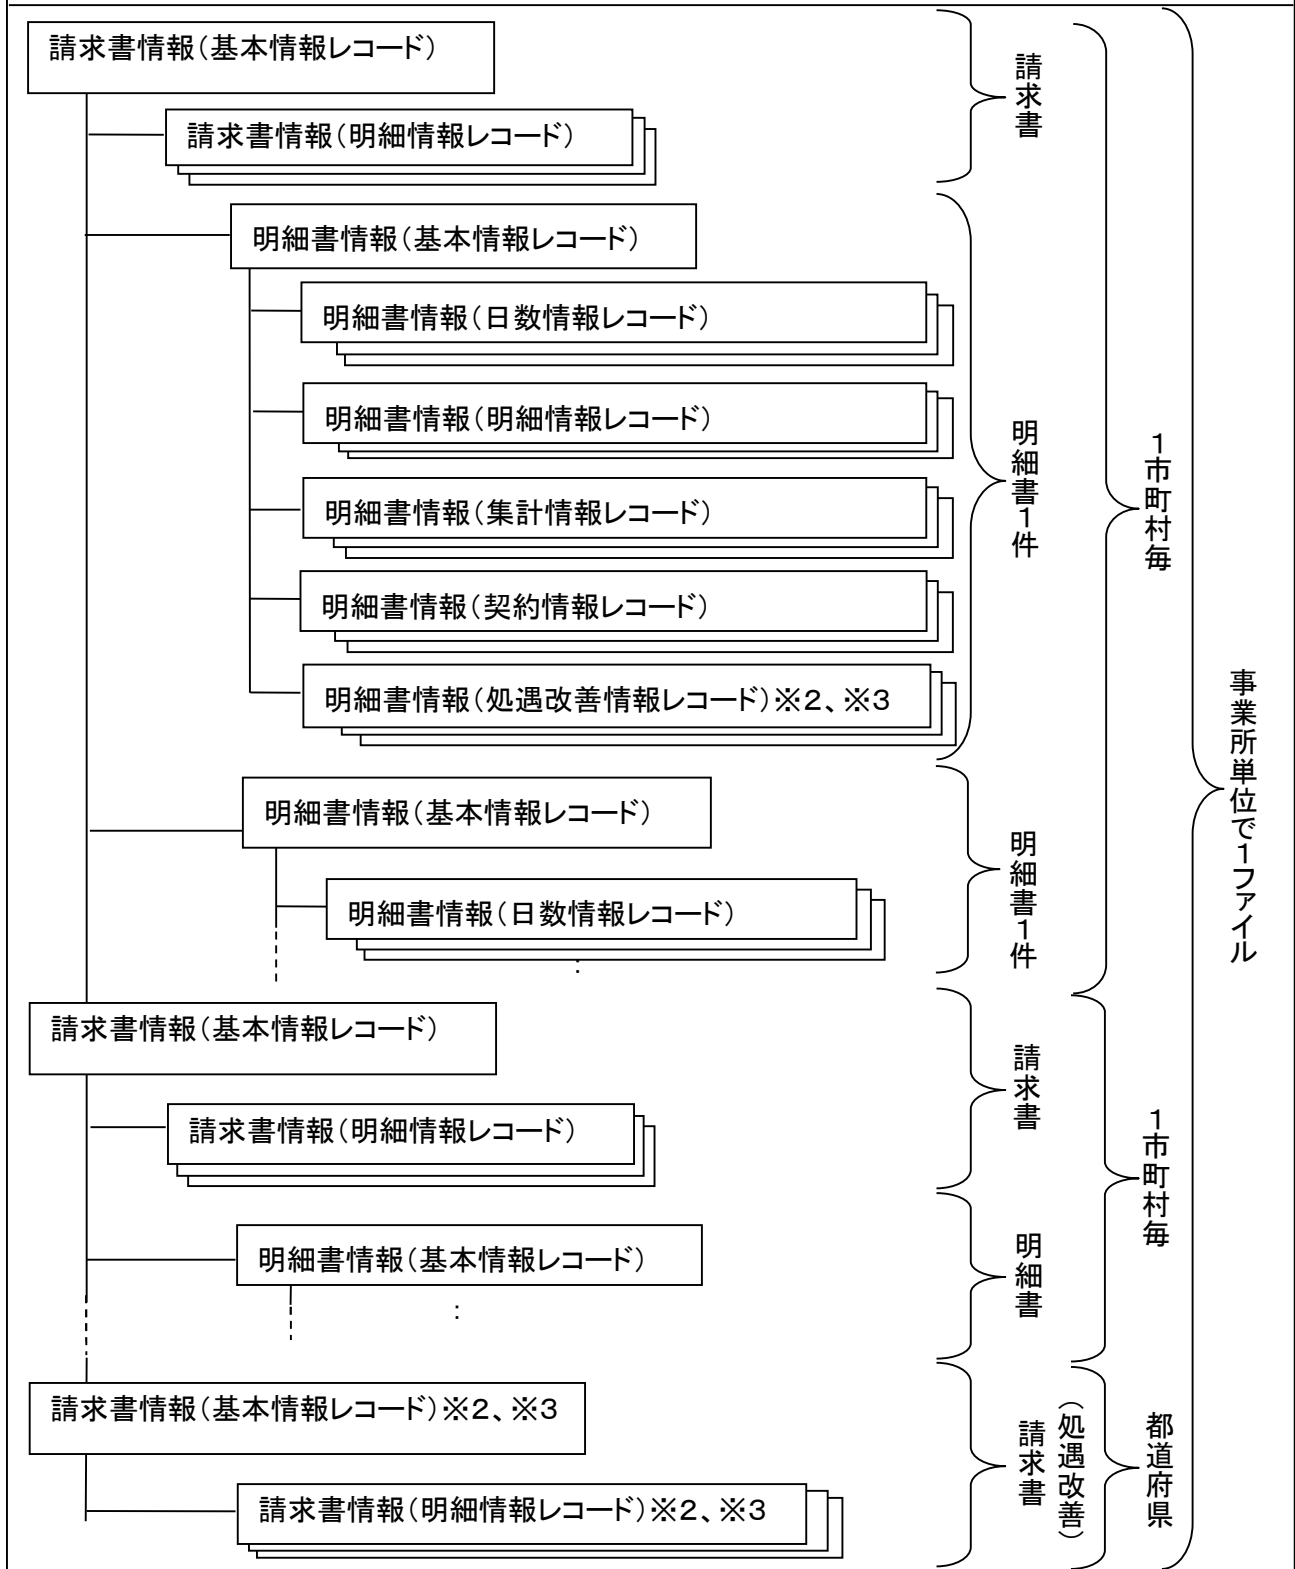 請求書情報(基本情報レコード)
請求書情報(明細情報レコード)
請求書
明細書情報(基本情報レコード)
明細書情報(日数情報レコード)
明細書情報(明細情報レコード)
明細書情報(集計情報レコード)
明細書情報(契約情報レコード)
明細書情報(処遇改善情報レコード)※2、※3
明細書1件
明細書情報(基本情報レコード)
明細書情報(日数情報レコード)
:
明細書1件
1市町村毎
請求書情報(基本情報レコード)
請求書情報(明細情報レコード)
請求書
明細書情報(基本情報レコード)
:
明細書
1市町村毎
請求書情報(基本情報レコード)※2、※3
請求書情報(明細情報レコード)※2、※3
請求書
(処遇改善)
都道府県
事業所単位で1ファイル